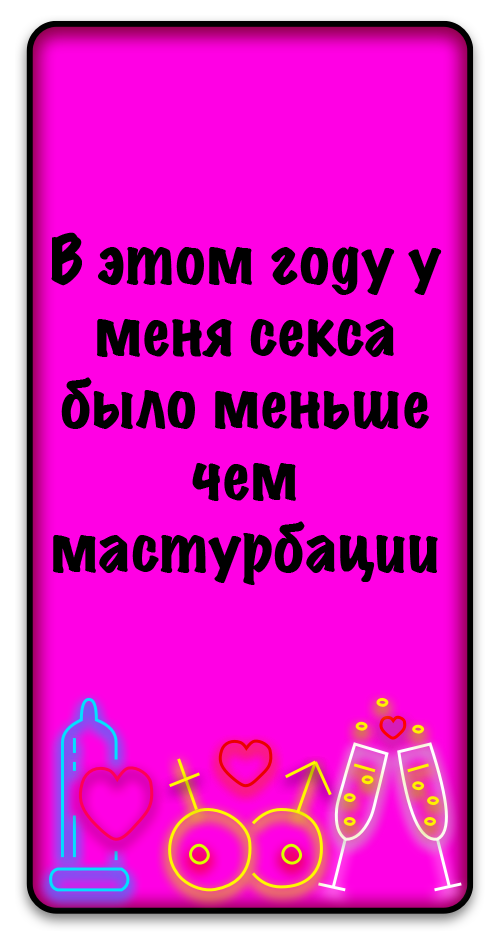 В этом году у
меня секса
было меньше
чем
мастурбации